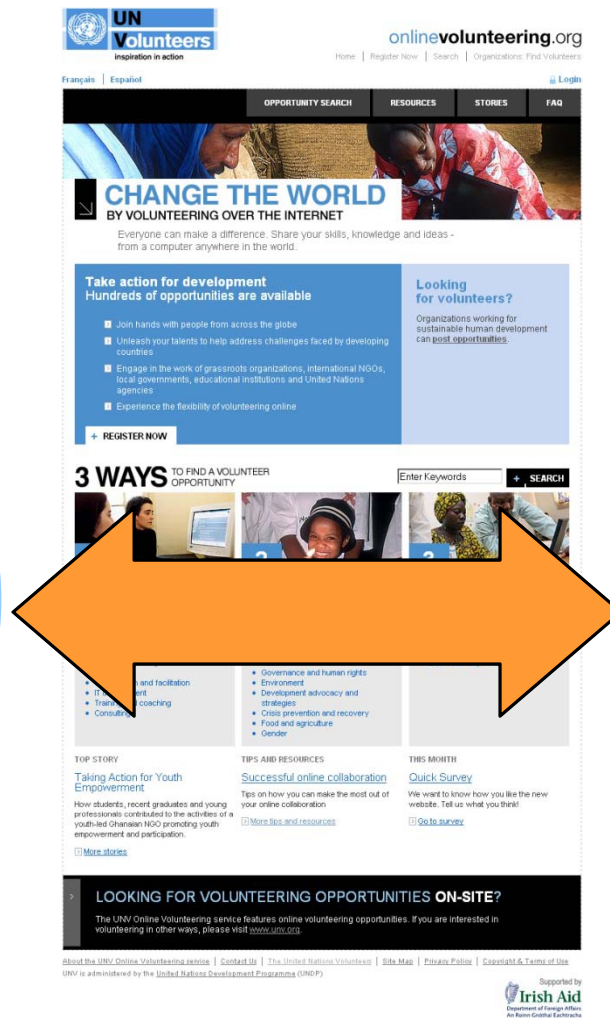 UN
Volunteers
inspiration in action
onlinevolunteering.org
Home | Register Now | Search | Organizations: Find Volunteers
Français | Español
Login
OPPORTUNITY SEARCH RESOURCES STORIES FAQ
CHANGE THE WORLD
BY VOLUNTEERING OVER THE INTERNET
Everyone can make a difference. Share your skills, knowledge and ideas -
from a computer anywhere in the world.
Take action for development
Hundreds of opportunities are available
Join hands with people from across the globe
Unleash your talents to help address challenges faced by developing
countries
Engage in the work of grassroots organizations, international NGOs,
local governments, educational institutions and United Nations
agencies
Experience the flexibility of volunteering online
+ REGISTER NOW
Looking
for volunteers?
Organizations working for
sustainable human development
can post opportunities.
3 WAYS TO FIND A VOLUNTEER
OPPORTUNITY
Enter Keywords
+ SEARCH
and facilitation
Consulting
Governance and human rights
Environment
Development advocacy and
strategies
Crisis prevention and recovery
Food and agriculture
Gender
TOP STORY
Taking Action for Youth
Empowerment
How students, recent graduates and young
professionals contributed to the activities of a
youth-led Ghanaian NGO promoting youth
empowerment and participation.
More stories
TIPS AND RESOURCES
Successful online collaboration
Tips on how you can make the most out of
your online collaboration
More tips and resources
THIS MONTH
Quick Survey
We want to know how you like the new
website. Tell us what you think!
Go to survey
LOOKING FOR VOLUNTEERING OPPORTUNITIES ON-SITE?
The UNV Online Volunteering service features online volunteering opportunities. If you are interested in
volunteering in other ways, please visit www.unv.org.
About the UNV Online Volunteering service | Contact Us | The United Nations Volunteers | Site Map | Privacy Policy | Copyright & Terms of Use
UNV is administered by the United Nations Development Programme (UNDP)
Supported by
Irish Aid
Department of Foreign Affairs
An Roinn Gnóthaí Eachtracha